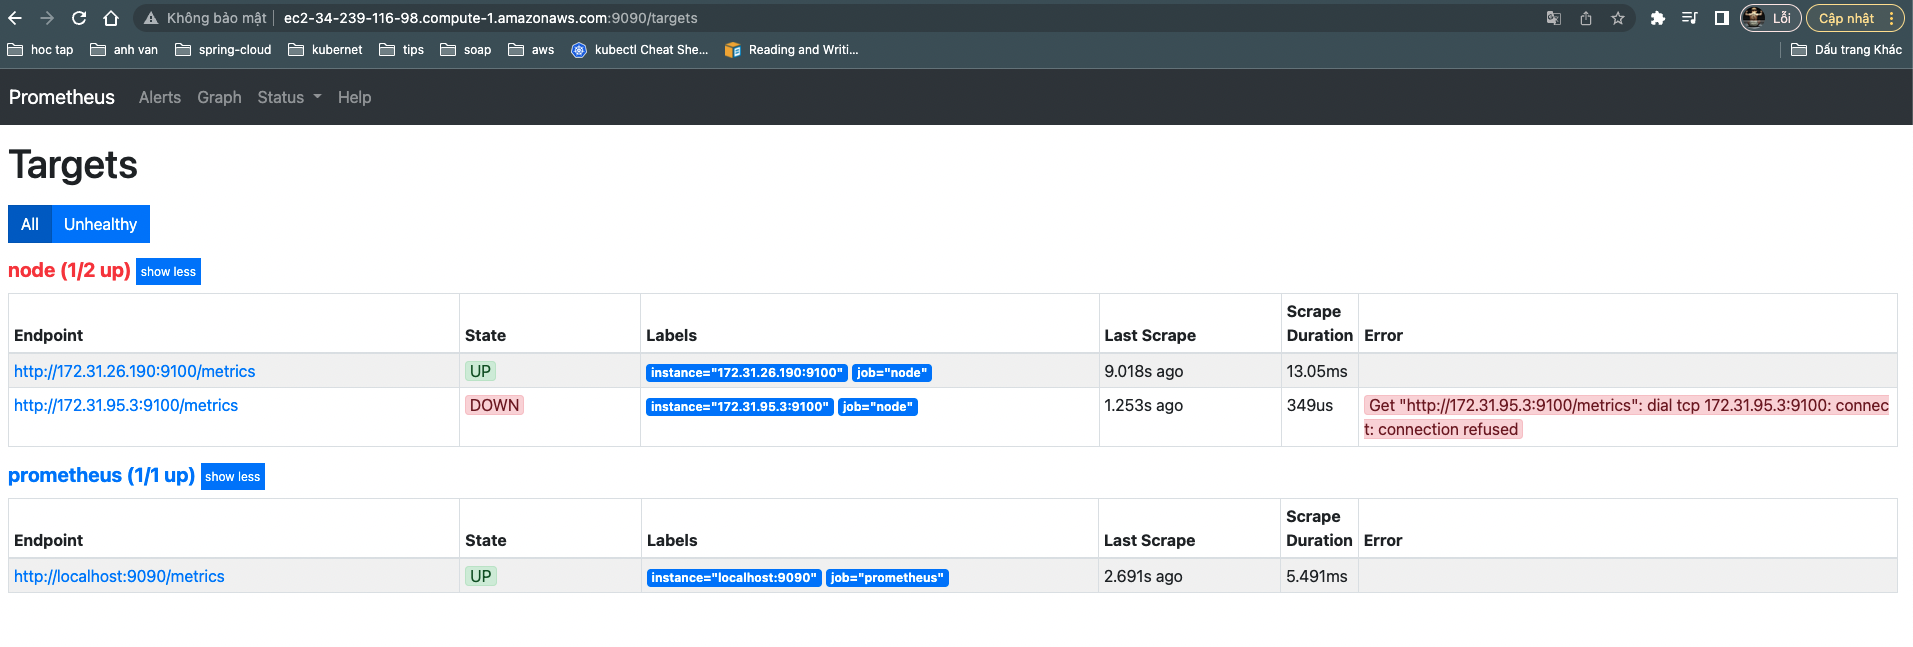 Không bảo mật ec2-34-239-116-98.compute-1.amazonaws.com:9090/targets Lỗi Cập nhật
hoc tap anh van spring-cloud kubernet tips soap aws kubectl Cheat She... Reading and Writi... Dấu trang Khác
Prometheus Alerts Graph Status Help
Targets
All Unhealthy
node (1/2 up) show less
Endpoint State Labels Last Scrape Scrape Duration Error
http://172.31.26.190:9100/metrics UP instance="172.31.26.190:9100" job="node" 9.018s ago 13.05ms
http://172.31.95.3:9100/metrics DOWN instance="172.31.95.3:9100" job="node" 1.253s ago 349us Get "http://172.31.95.3:9100/metrics": dial tcp 172.31.95.3:9100: connec
t: connection refused
prometheus (1/1 up) show less
Endpoint State Labels Last Scrape Scrape Duration Error
http://localhost:9090/metrics UP instance="localhost:9090" job="prometheus" 2.691s ago 5.491ms